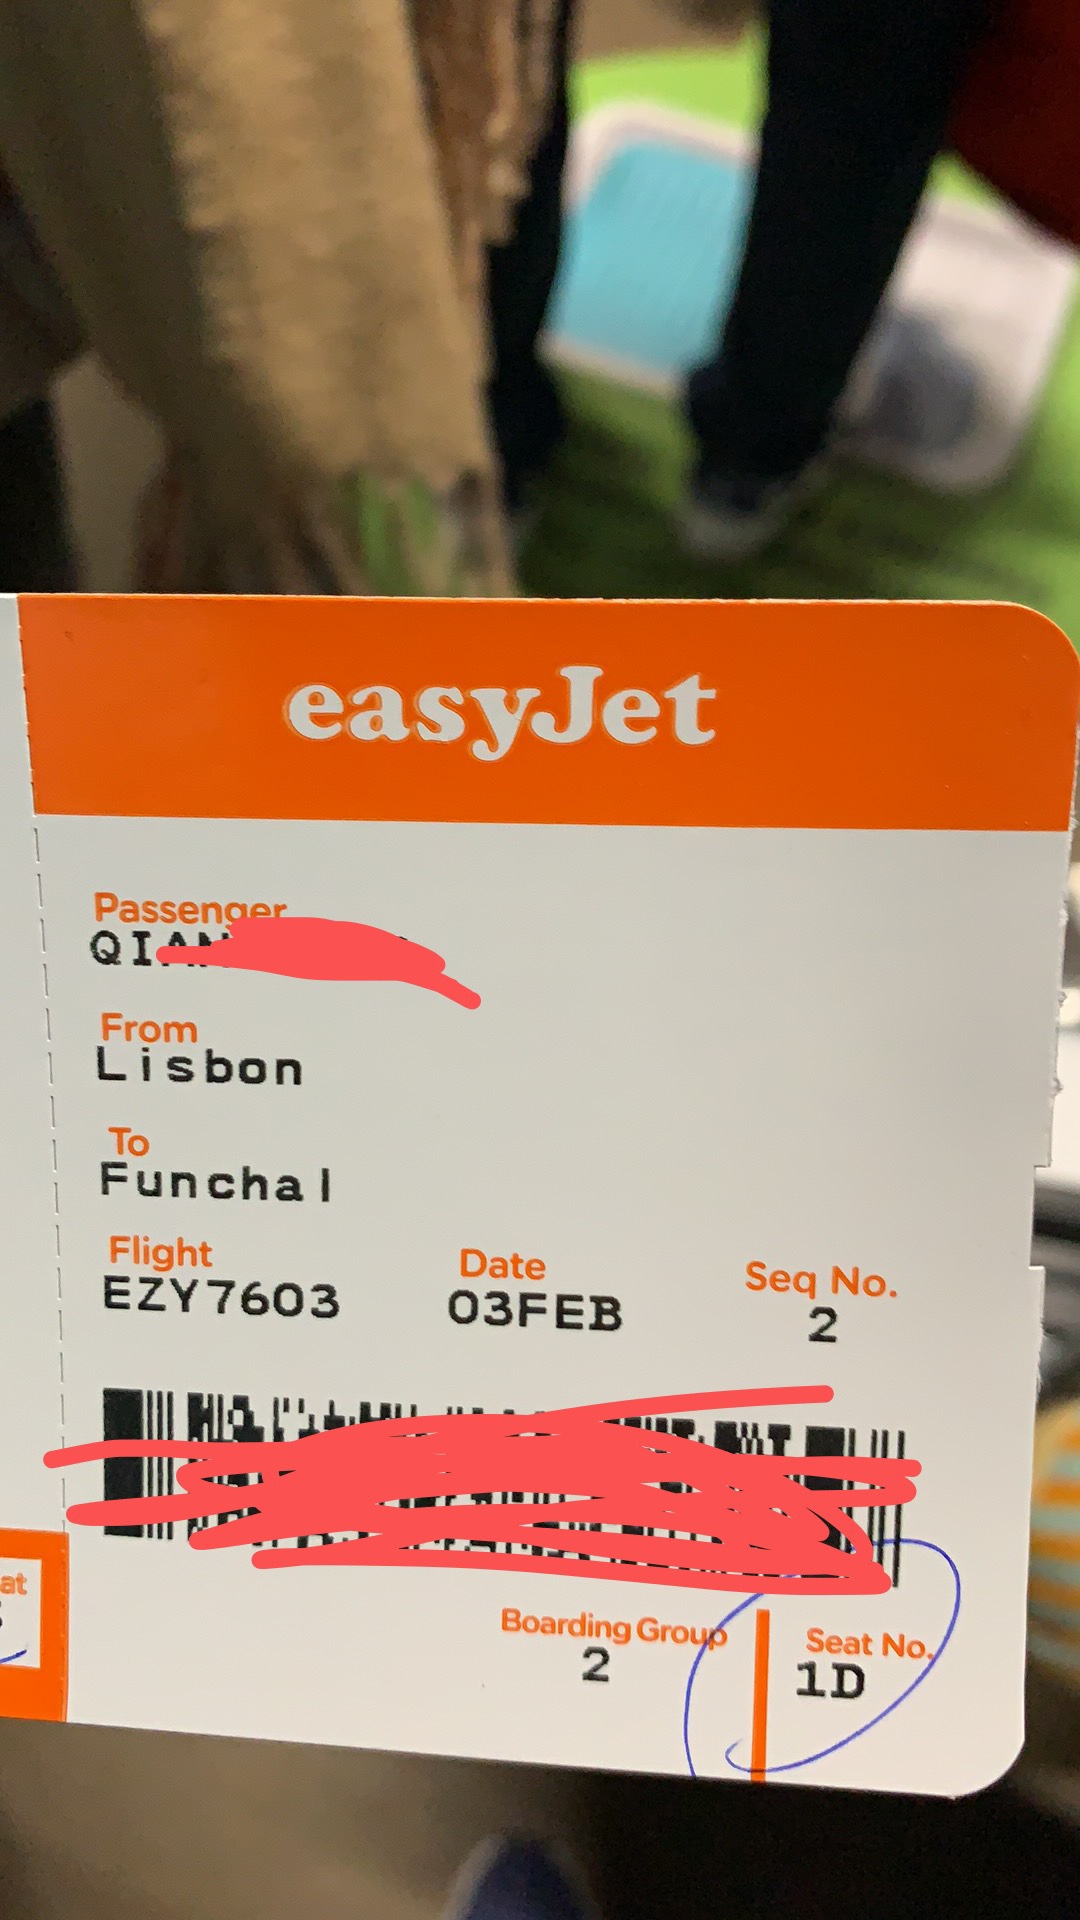 easyJet
Passenger
From
Lisbon
To
Funchal
Flight Date Seq No.
EZY7603 03FEB 2
Boarding Group Seat No.
2 1D